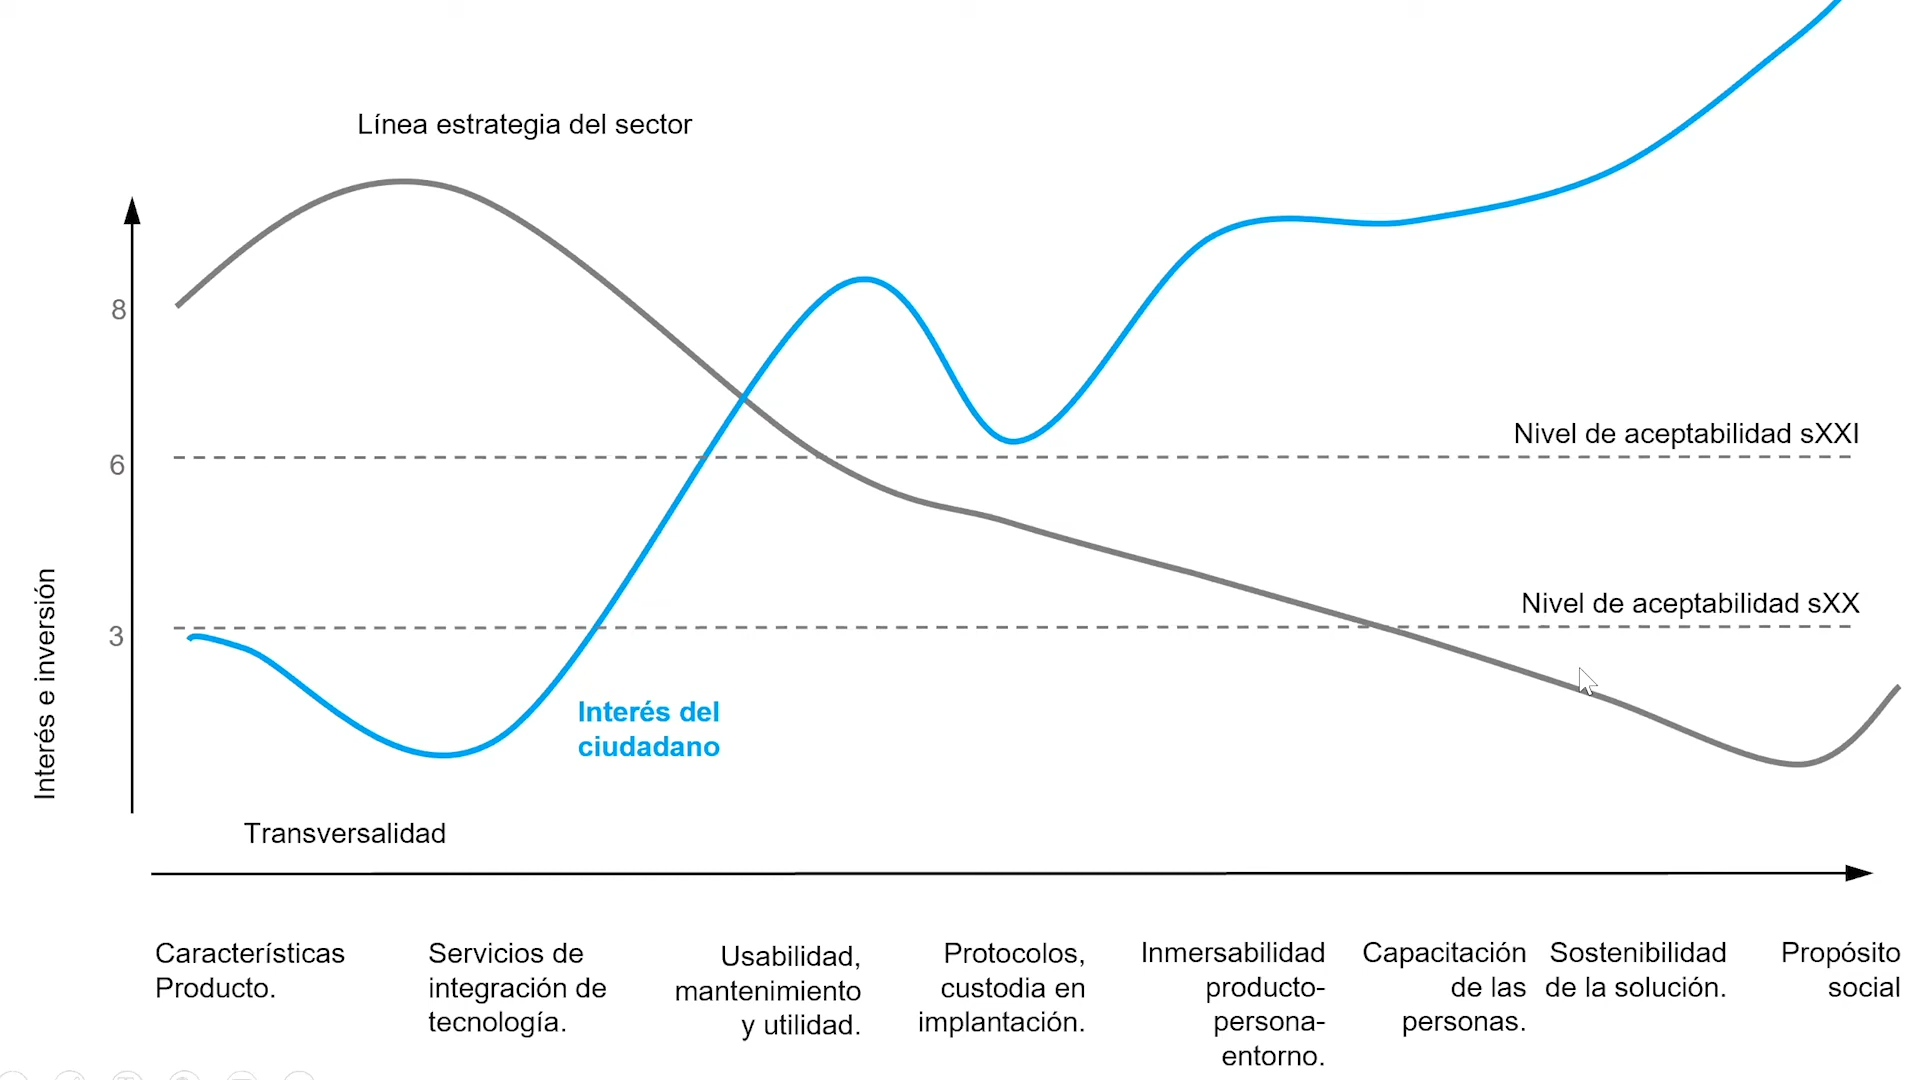 Línea estrategia del sector
8
6
3
Interés e inversión
Nivel de aceptabilidad sXXI
Nivel de aceptabilidad sXX
Interés del
ciudadano
Transversalidad
Características
Producto.
Servicios de
integración de
tecnología.
Usabilidad,
mantenimiento
y utilidad.
Protocolos,
custodia en
implantación.
Inmersabilidad
producto-
persona-
entorno.
Capacitación
de las
personas.
Sostenibilidad
de la solución.
Propósito
social